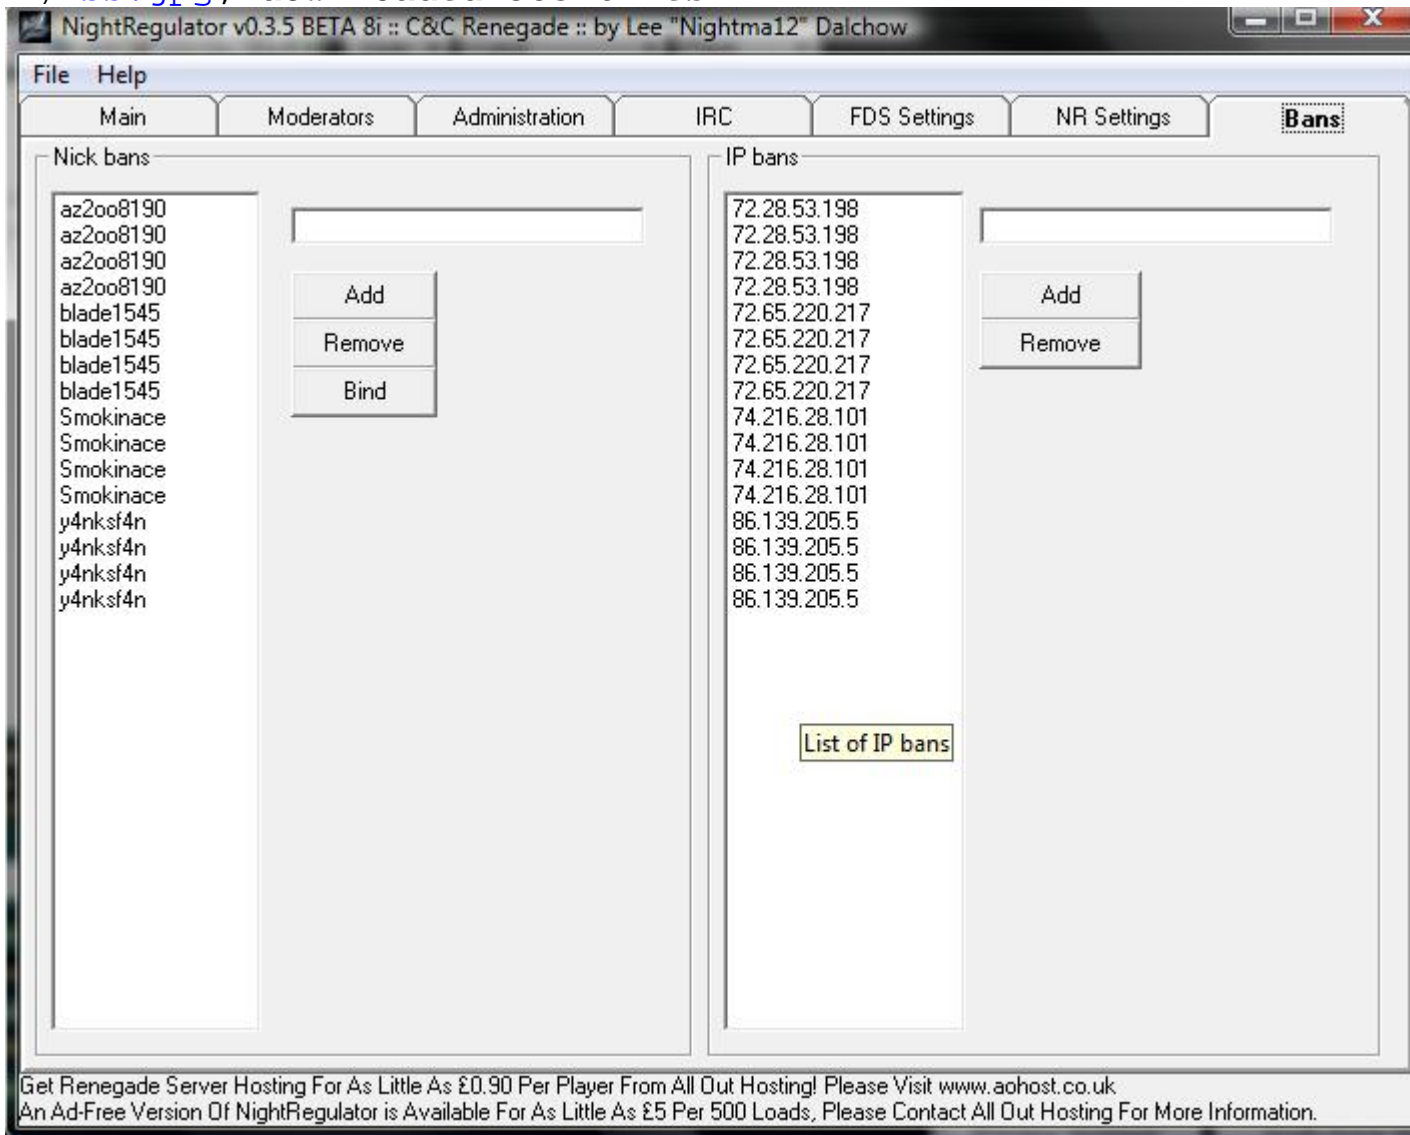 NightRegulator v0.3.5 BETA 8i :: C&C Renegade :: by Lee "Nightma12" Dalchow
File Help
Main Moderators Administration IRC FDS Settings NR Settings Bans
Nick bans
az2oo8190
az2oo8190
az2oo8190
az2oo8190
blade1545
blade1545
blade1545
blade1545
Smokinace
Smokinace
Smokinace
Smokinace
y4nksf4n
y4nksf4n
y4nksf4n
y4nksf4n
Add
Remove
Bind
IP bans
72.28.53.198
72.28.53.198
72.28.53.198
72.28.53.198
72.65.220.217
72.65.220.217
72.65.220.217
72.65.220.217
74.216.28.101
74.216.28.101
74.216.28.101
74.216.28.101
86.139.205.5
86.139.205.5
86.139.205.5
86.139.205.5
Add
Remove
List of IP bans
Get Renegade Server Hosting For As Little As £0.90 Per Player From All Out Hosting! Please Visit www.aohost.co.uk
An Ad-Free Version Of NightRegulator is Available For As Little As £5 Per 500 Loads, Please Contact All Out Hosting For More Information.